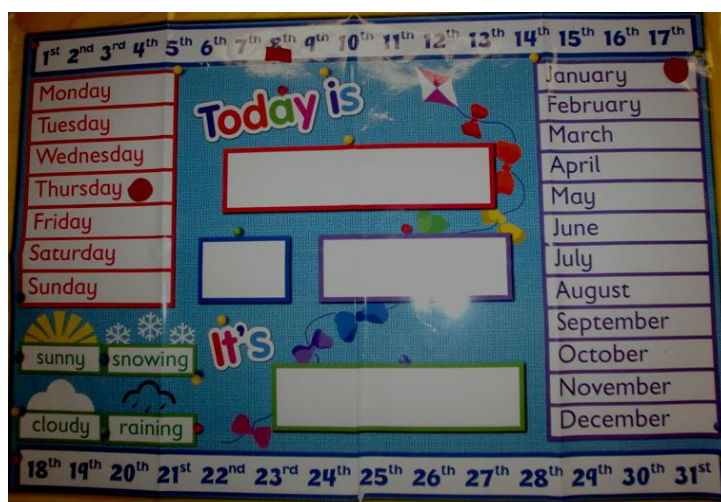 1st 2nd 3rd 4th 5th 6th 7th 8th 9th 10th 11th 12th 13th 14th 15th 16th 17th
Monday
Tuesday
Wednesday
Thursday
Friday
Saturday
Sunday
Today is
January
February
March
April
May
June
July
August
September
October
November
December
It's
sunny snowing
cloudy raining
18th 19th 20th 21st 22nd 23rd 24th 25th 26th 27th 28th 29th 30th 31st